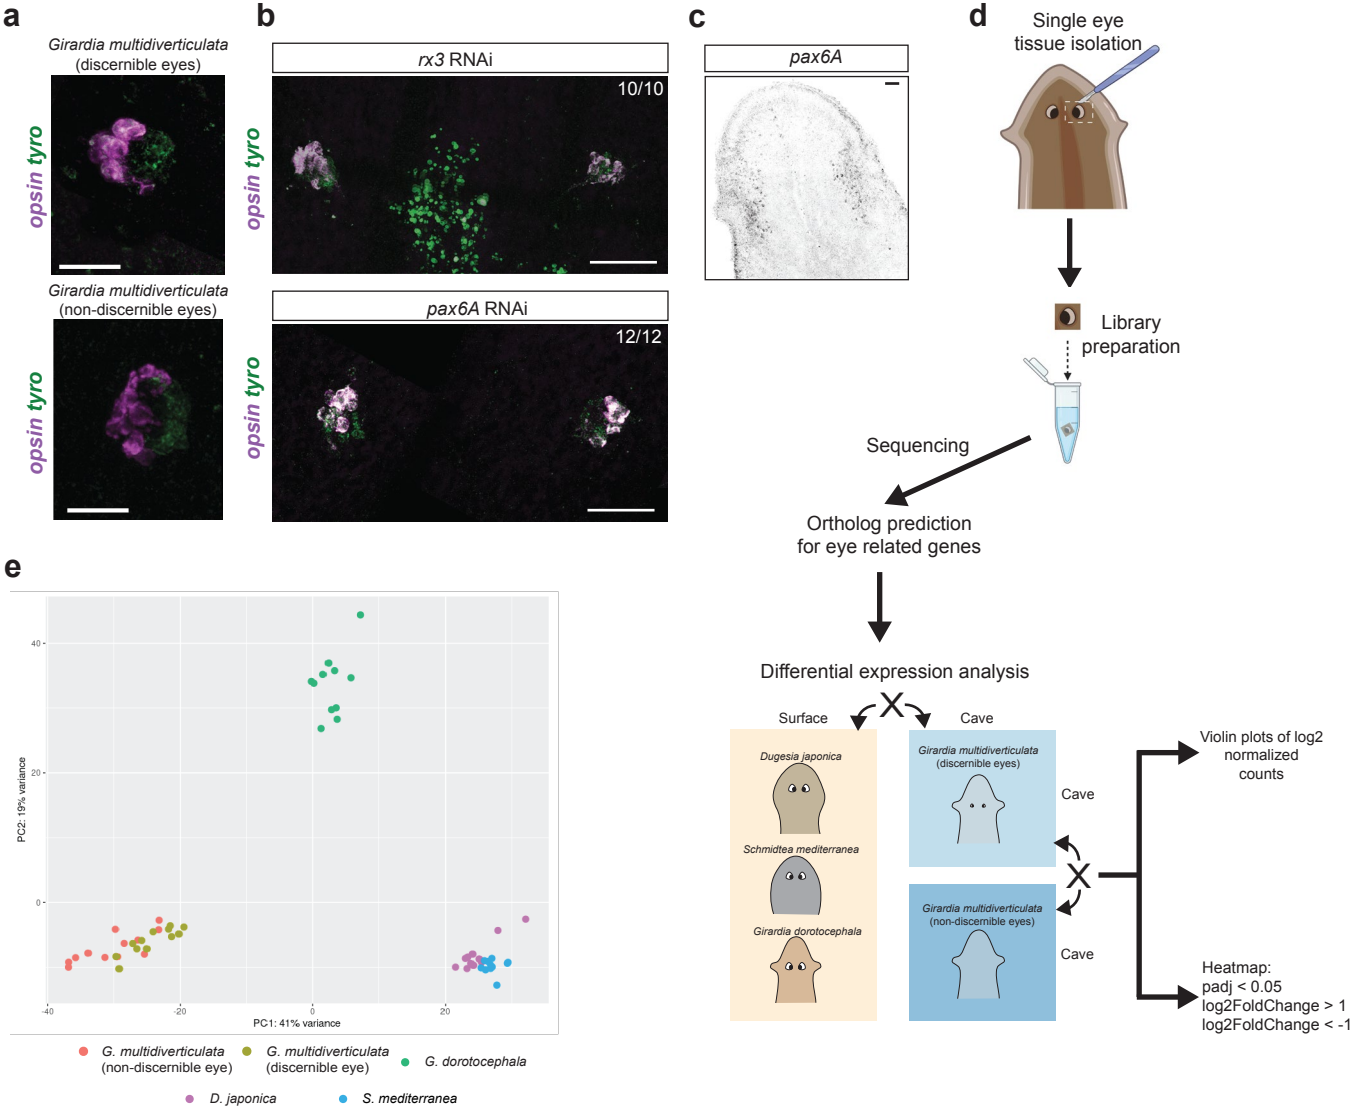 a
Girardia multidiverticulata
(discernible eyes)
opsin tyro
Girardia multidiverticulata
(non-discernible eyes)
opsin tyro
b
rx3 RNAi
10/10
opsin tyro
pax6A RNAi
12/12
opsin tyro
c
pax6A
d
Single eye
tissue isolation
Library
preparation
Sequencing
Ortholog prediction
for eye related genes
Differential expression analysis
X
Surface
Cave
Dugesia japonica
Schmidtea mediterranea
Girardia dorotocephala
Girardia multidiverticulata
(discernible eyes)
Cave
X
Girardia multidiverticulata
(non-discernible eyes)
Cave
Violin plots of log2
normalized
counts
Heatmap:
padj < 0.05
log2FoldChange > 1
log2FoldChange < -1
e
PC2: 19% variance
40
20
0
-40
-20
0
20
PC1: 41% variance
G. multidiverticulata
(non-discernible eye)
G. multidiverticulata
(discernible eye)
G. dorotocephala
D. japonica
S. mediterranea